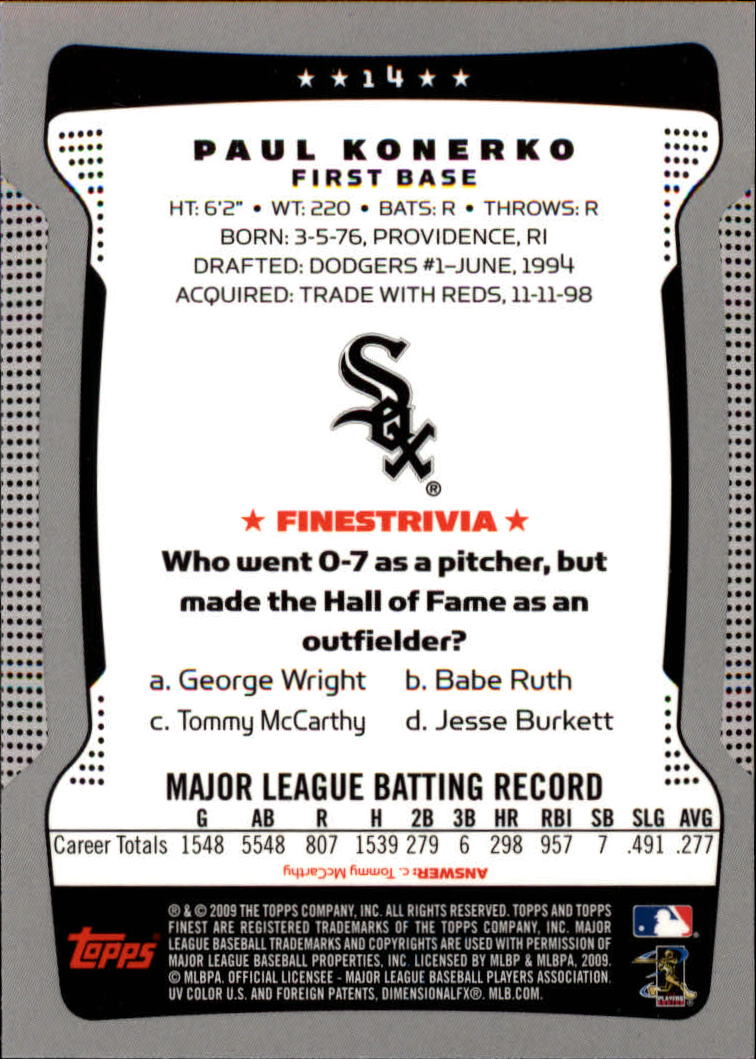 ★ ★ 14 ★ ★
PAUL KONERKO
FIRST BASE
HT: 6'2" • WT: 220 • BATS: R • THROWS: R
BORN: 3-5-76, PROVIDENCE, RI
DRAFTED: DODGERS #1–JUNE, 1994
ACQUIRED: TRADE WITH REDS, 11-11-98
Sox®
★ FINESTRIVIA ★
Who went 0-7 as a pitcher, but
made the Hall of Fame as an
outfielder?
a. George Wright b. Babe Ruth
c. Tommy McCarthy d. Jesse Burkett
MAJOR LEAGUE BATTING RECORD
G AB R H 2B 3B HR RBI SB SLG AVG
Career Totals 1548 5548 807 1539 279 6 298 957 7 .491 .277
ANSWER: c. Tommy McCarthy
Topps®
® & © 2009 THE TOPPS COMPANY, INC. ALL RIGHTS RESERVED. TOPPS AND TOPPS
FINEST ARE REGISTERED TRADEMARKS OF THE TOPPS COMPANY, INC. MAJOR
LEAGUE BASEBALL TRADEMARKS AND COPYRIGHTS ARE USED WITH PERMISSION OF
MAJOR LEAGUE BASEBALL PROPERTIES, INC. LICENSED BY MLBP & MLBPA, 2009.
© MLBPA. OFFICIAL LICENSEE - MAJOR LEAGUE BASEBALL PLAYERS ASSOCIATION.
UV COLOR U.S. AND FOREIGN PATENTS, DIMENSIONALFX®. MLB.COM.
PLAYERS